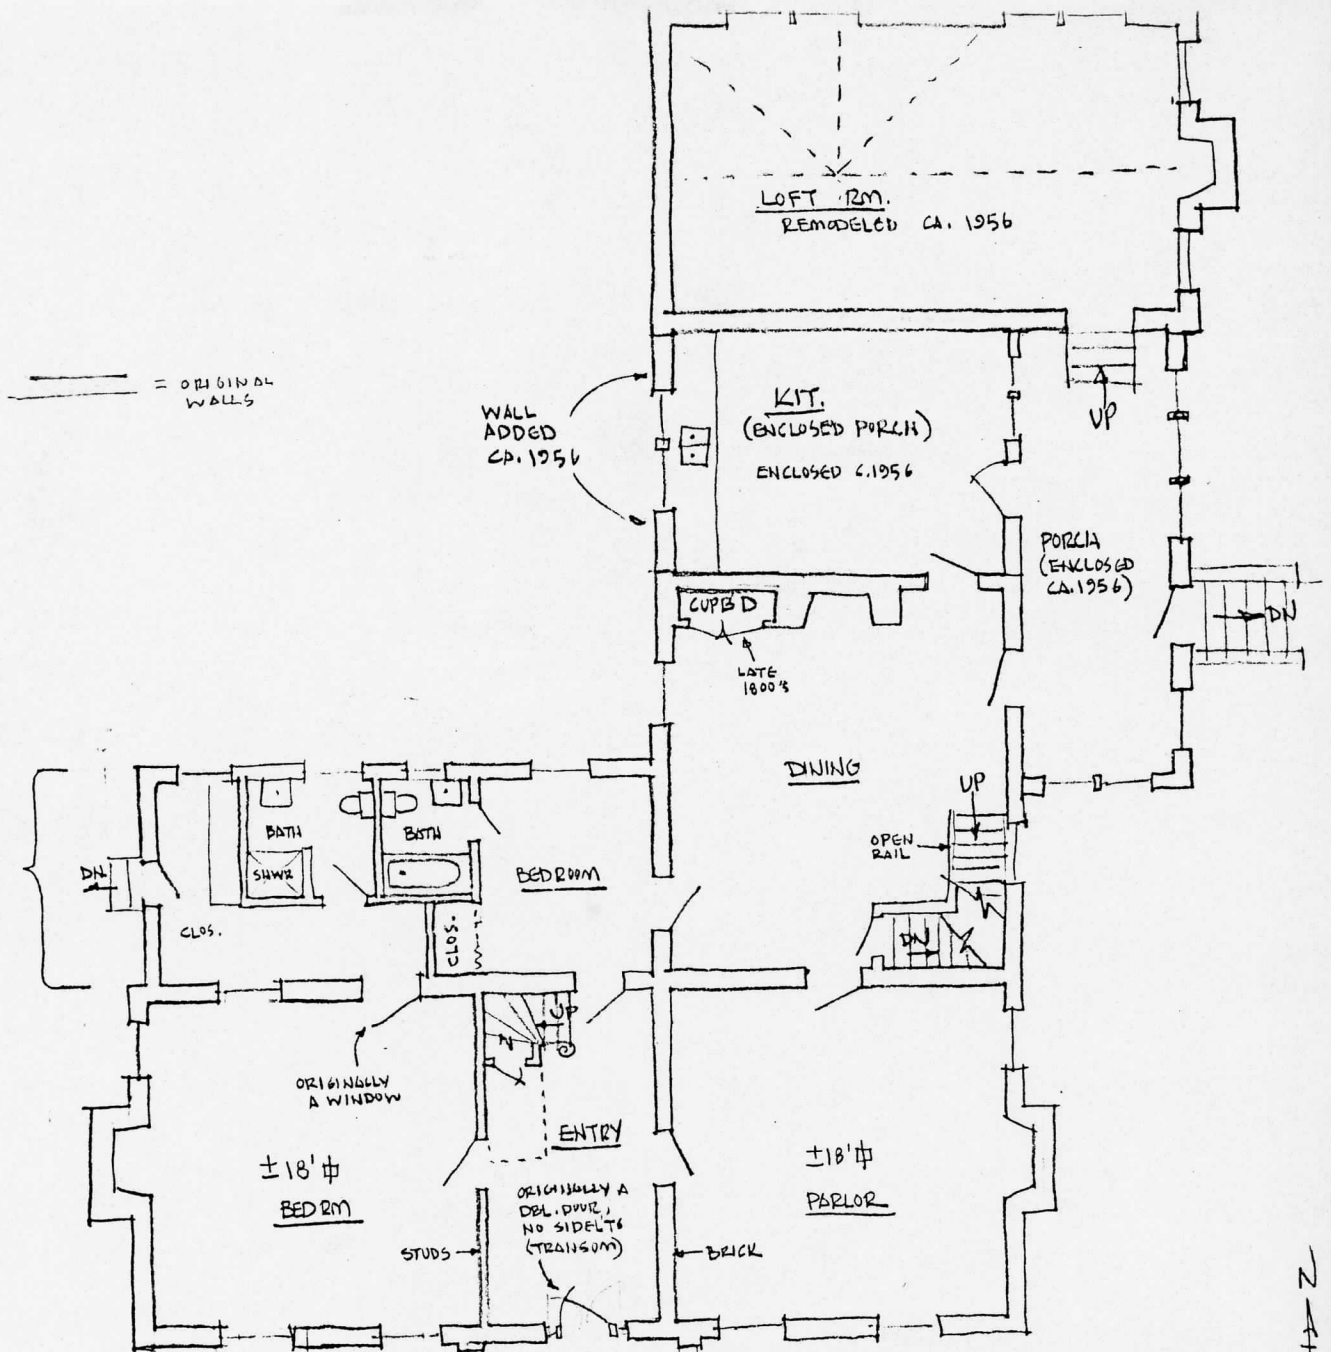 LOFT RM.
REMODELED CA. 1956
= ORIGINAL
WALLS
WALL
ADDED
CA. 1956
KIT.
(ENCLOSED PORCH)
ENCLOSED C.1956
UP
PORCH
(ENCLOSED
CA.1956)
DN
CUPB'D
LATE
1800'S
DINING
UP
OPEN
RAIL
DN
BATH
BATH
SHWR
DN
CLOS.
CLOS.
BEDROOM
UP
ORIGINALLY
A WINDOW
ENTRY
±18'
BEDRM
±18'
PARLOR
ORIGINALLY A
DBL. DOOR,
NO SIDELTS
(TRANSOM)
STUDS
BRICK
N